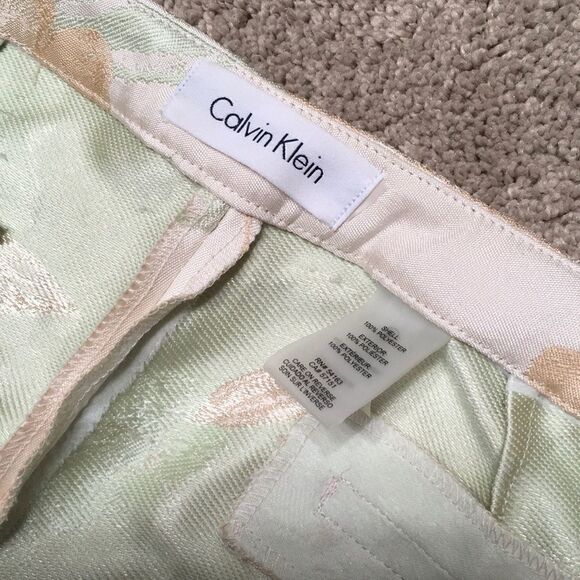 Calvin Klein
SHELL
100% POLYESTER
EXTERIOR
100% POLYESTER
EXTÉRIEUR
100% POLYESTER
RN# 54163
CA# 57151
CARE ON REVERSE
CUIDADO AL REVERSO
SOIN SUR L'INVERSE